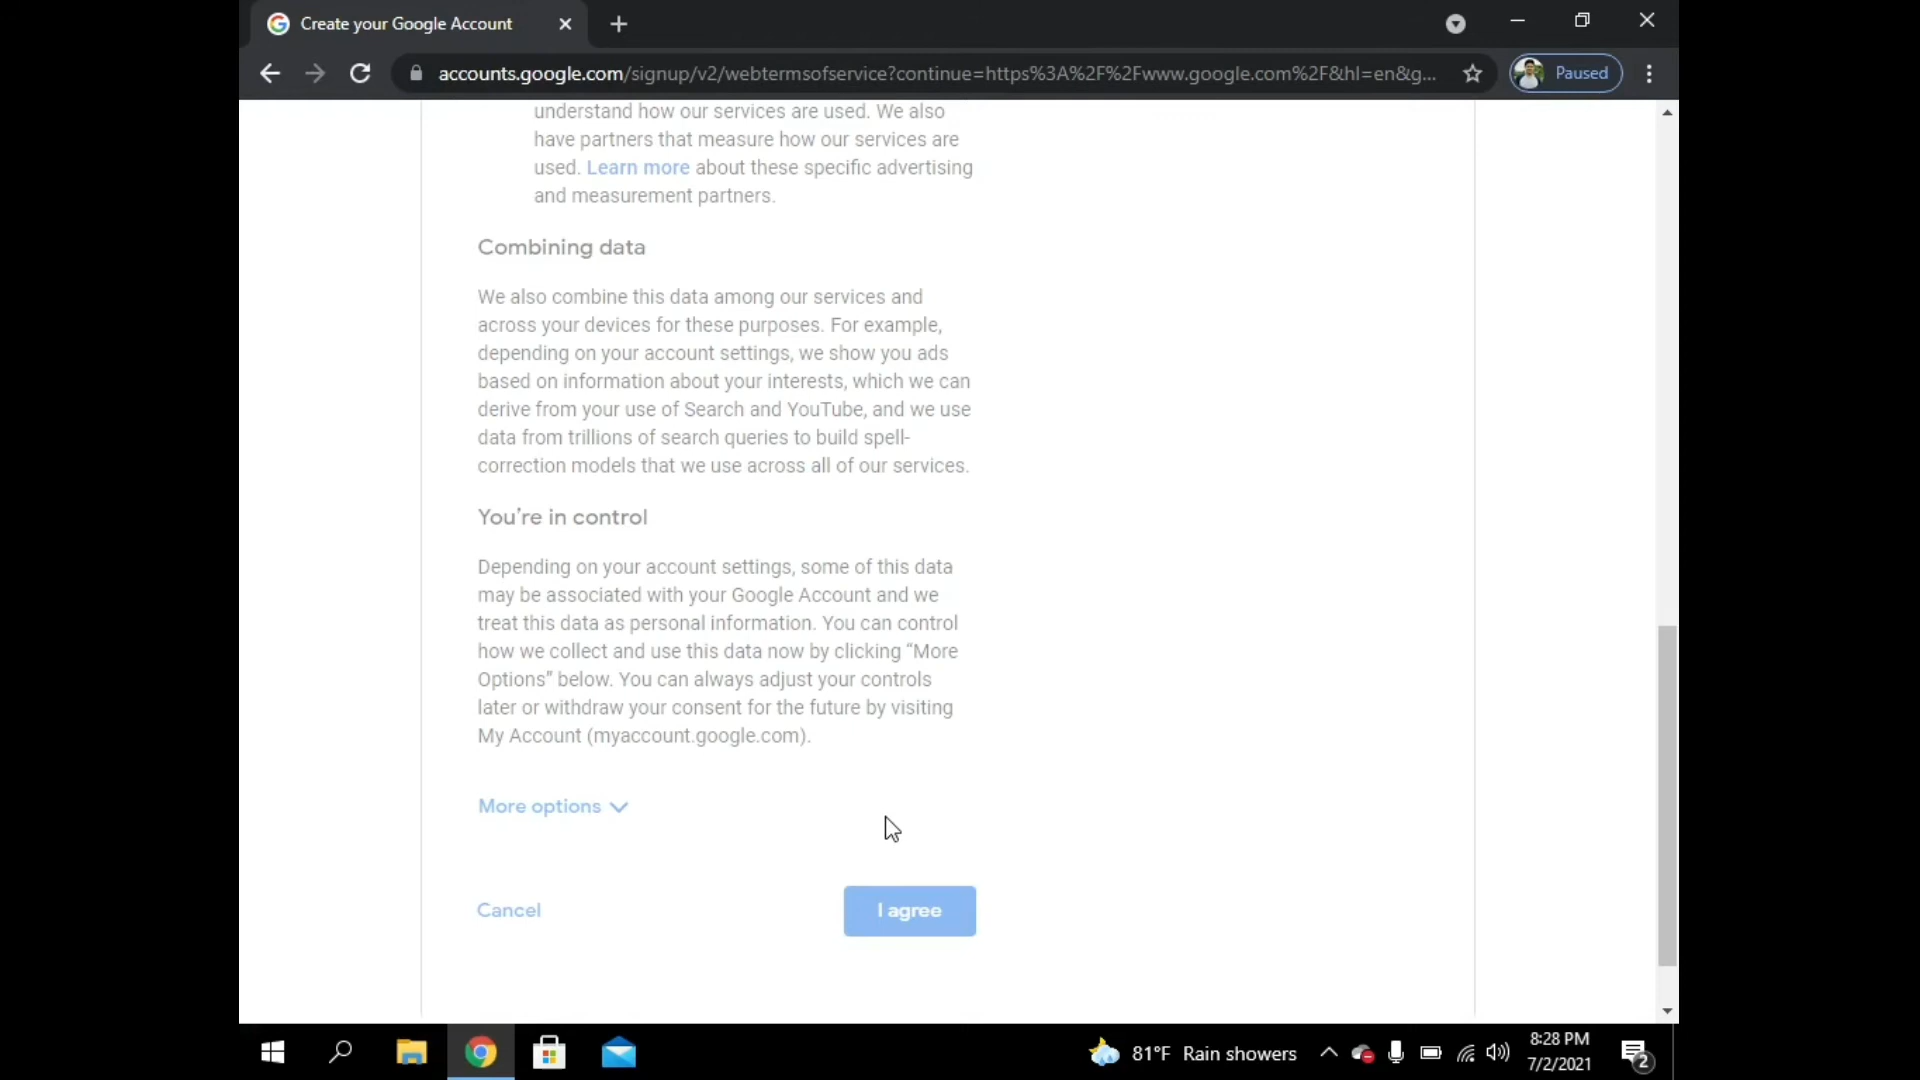 Create your Google Account
accounts.google.com/signup/v2/webtermsofservice?continue=https%3A%2F%2Fwww.google.com%2F&hl=en&g...
Paused
understand how our services are used. We also
have partners that measure how our services are
used. Learn more about these specific advertising
and measurement partners.
Combining data
We also combine this data among our services and
across your devices for these purposes. For example,
depending on your account settings, we show you ads
based on information about your interests, which we can
derive from your use of Search and YouTube, and we use
data from trillions of search queries to build spell-
correction models that we use across all of our services.
You’re in control
Depending on your account settings, some of this data
may be associated with your Google Account and we
treat this data as personal information. You can control
how we collect and use this data now by clicking “More
Options” below. You can always adjust your controls
later or withdraw your consent for the future by visiting
My Account (myaccount.google.com).
More options
Cancel
I agree
81°F Rain showers
8:28 PM
7/2/2021
2